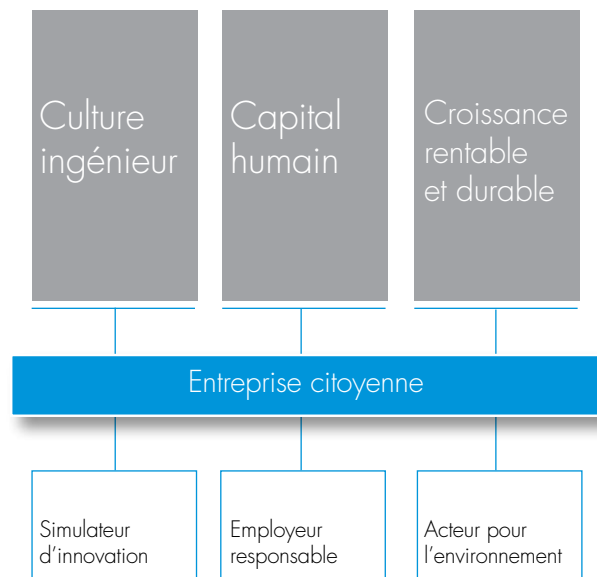 Culture
ingénieur
Capital
humain
Croissance
rentable
et durable
Entreprise citoyenne
Simulateur
d’innovation
Employeur
responsable
Acteur pour
l’environnement